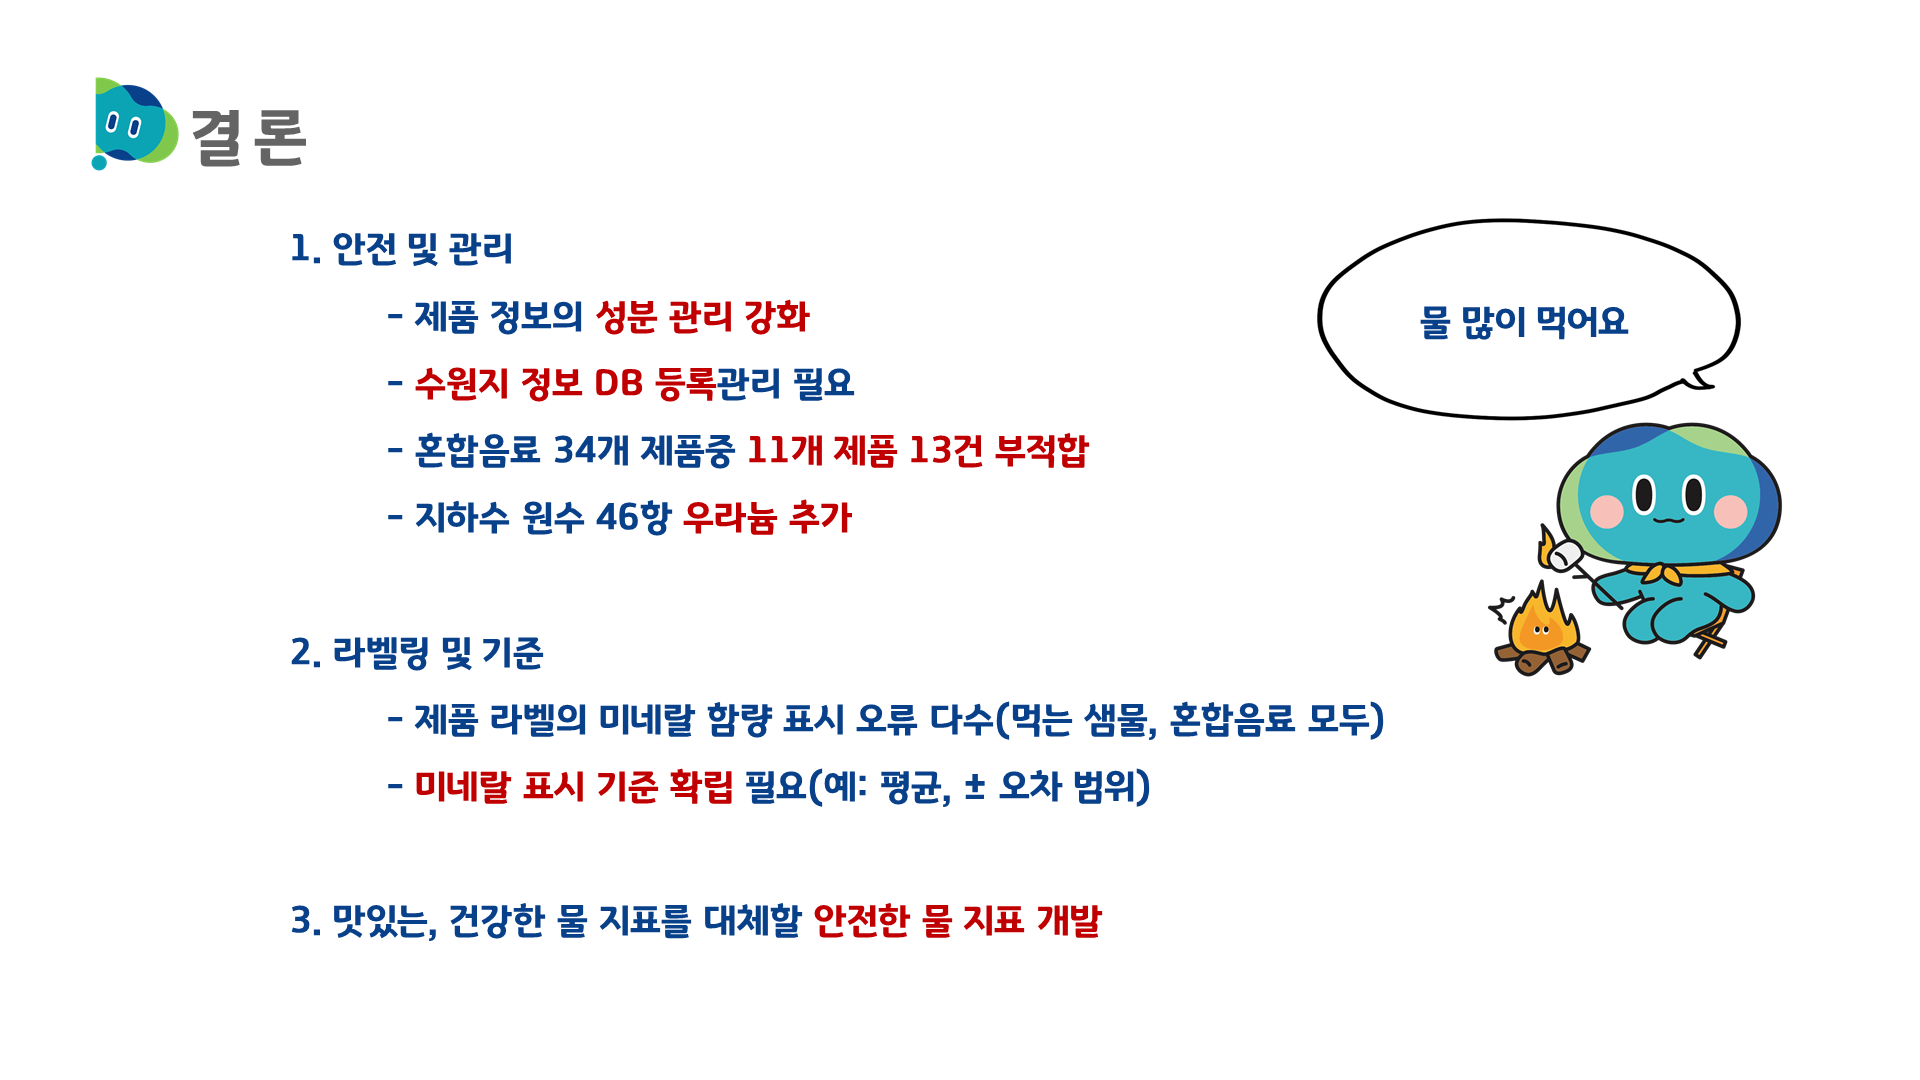 결론
1. 안전 및 관리
- 제품 정보의 성분 관리 강화
- 수원지 정보 DB 등록관리 필요
- 혼합음료 34개 제품중 11개 제품 13건 부적합
- 지하수 원수 46항 우라늄 추가
물 많이 먹어요
2. 라벨링 및 기준
- 제품 라벨의 미네랄 함량 표시 오류 다수(먹는 샘물, 혼합음료 모두)
- 미네랄 표시 기준 확립 필요(예: 평균, ± 오차 범위)
3. 맛있는, 건강한 물 지표를 대체할 안전한 물 지표 개발